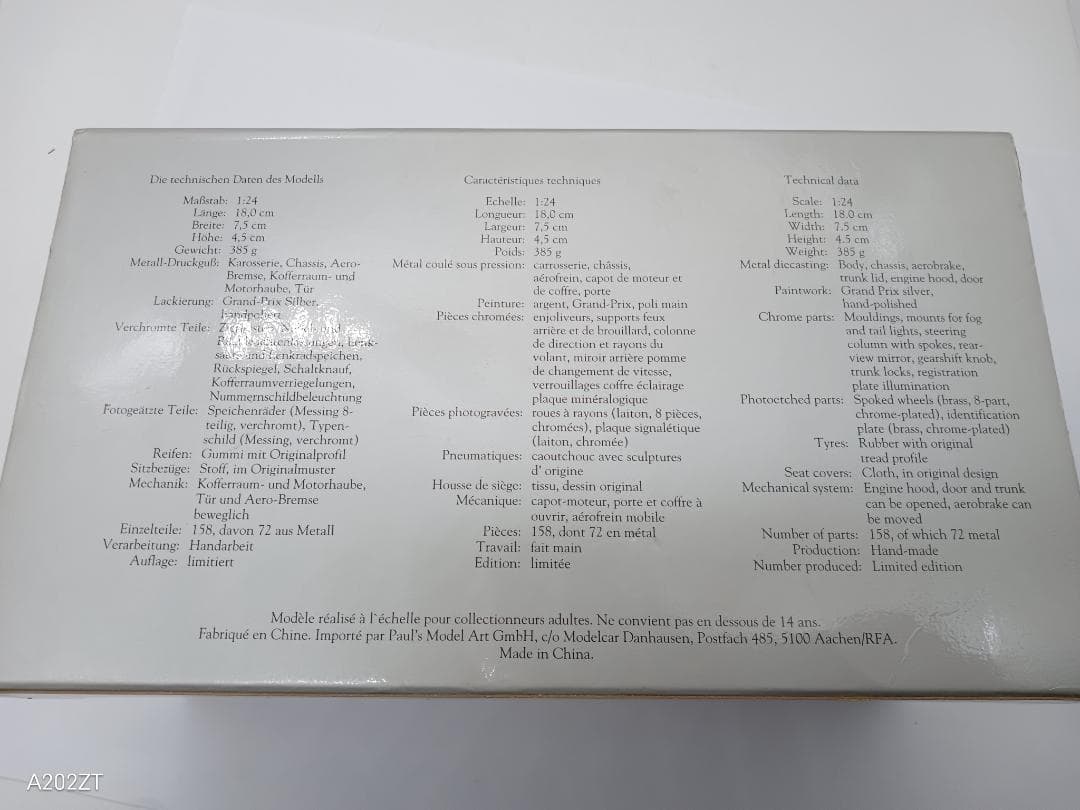 Die technischen Daten des Modells
Maßstab: 1:24
Länge: 18,0 cm
Breite: 7,5 cm
Höhe: 4,5 cm
Gewicht: 385 g
Metall-Druckguß: Karosserie, Chassis, Aero-
Bremse, Kofferraum- und
Motorhaube, Tür
Lackierung: Grand-Prix Silber,
handpoliert
Verchromte Teile: und
Lenk-
und Lenkradspeichen,
Rückspiegel, Schaltknauf,
Kofferraumverriegelungen,
Nummernschildbeleuchtung
Fotogeätzte Teile: Speichenräder (Messing 8-
teilig, verchromt), Typen-
schild (Messing, verchromt)
Reifen: Gummi mit Originalprofil
Sitzbezüge: Stoff, im Originalmuster
Mechanik: Kofferraum- und Motorhaube,
Tür und Aero-Bremse
beweglich
Einzelteile: 158, davon 72 aus Metall
Verarbeitung: Handarbeit
Auflage: limitiert
Caractéristiques techniques
Echelle: 1:24
Longueur: 18,0 cm
Largeur: 7,5 cm
Hauteur: 4,5 cm
Poids: 385 g
Métal coulé sous pression: carrosserie, châssis,
aérofrein, capot de moteur et
de coffre, porte
Peinture: argent, Grand-Prix, poli main
Pièces chromées: enjoliveurs, supports feux
arrière et de brouillard, colonne
de direction et rayons du
volant, miroir arrière pomme
de changement de vitesse,
verrouillages coffre éclairage
plaque minéralogique
Pièces photogravées: roues à rayons (laiton, 8 pièces,
chromées), plaque signalétique
(laiton, chromée)
Pneumatiques: caoutchouc avec sculptures
d' origine
Housse de siège: tissu, dessin original
Mécanique: capot-moteur, porte et coffre à
ouvrir, aérofrein mobile
Pièces: 158, dont 72 en métal
Travail: fait main
Edition: limitée
Technical data
Scale: 1:24
Length: 18.0 cm
Width: 7.5 cm
Height: 4.5 cm
Weight: 385 g
Metal diecasting: Body, chassis, aerobrake,
trunk lid, engine hood, door
Paintwork: Grand Prix silver,
hand-polished
Chrome parts: Mouldings, mounts for fog
and tail lights, steering
column with spokes, rear-
view mirror, gearshift knob,
trunk locks, registration
plate illumination
Photoetched parts: Spoked wheels (brass, 8-part,
chrome-plated), identification
plate (brass, chrome-plated)
Tyres: Rubber with original
tread profile
Seat covers: Cloth, in original design
Mechanical system: Engine hood, door and trunk
can be opened, aerobrake can
be moved
Number of parts: 158, of which 72 metal
Production: Hand-made
Number produced: Limited edition
Modèle réalisé à l'échelle pour collectionneurs adultes. Ne convient pas en dessous de 14 ans.
Fabriqué en Chine. Importé par Paul's Model Art GmbH, c/o Modelcar Danhausen, Postfach 485, 5100 Aachen/RFA.
Made in China.
A202ZT